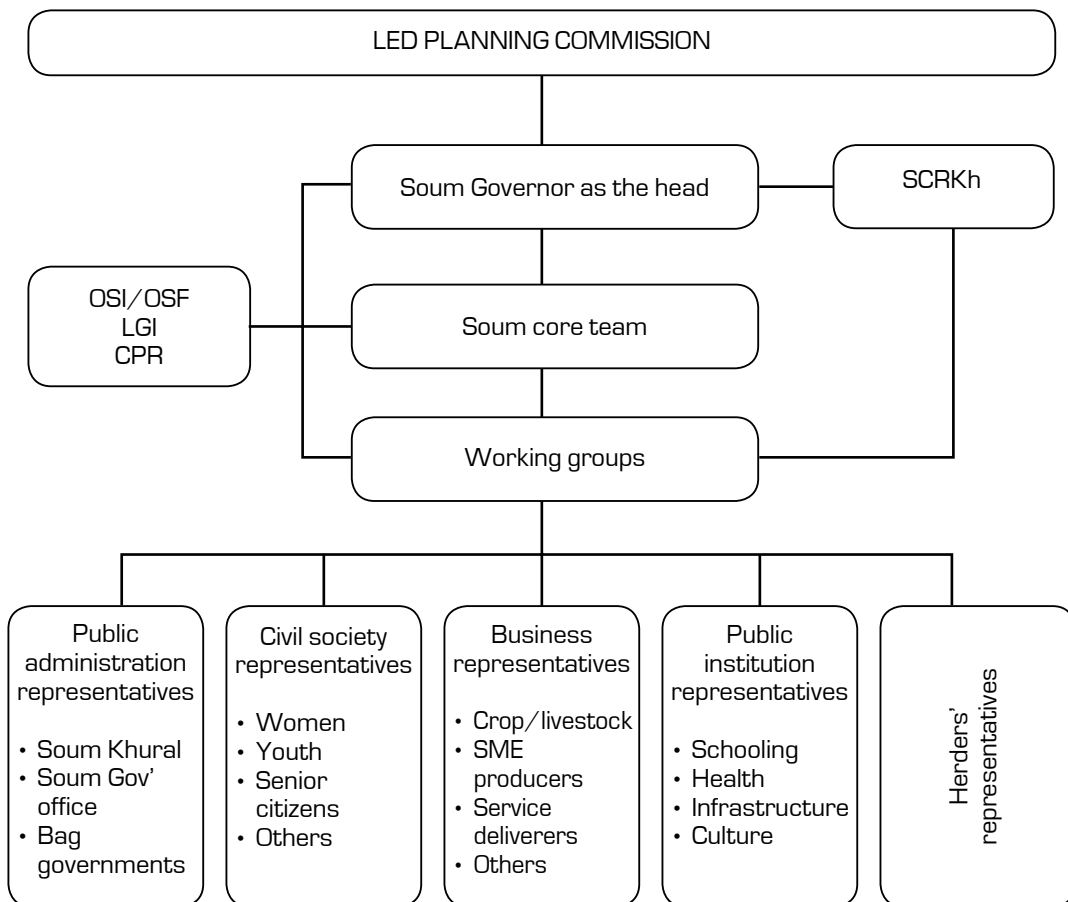 LED PLANNING COMMISSION
Soum Governor as the head
SCRKh
OSI/OSF
LGI
CPR
Soum core team
Working groups
Public
administration
representatives
• Soum Khural
• Soum Gov'
office
• Bag
governments
Civil society
representatives
• Women
• Youth
• Senior
citizens
• Others
Business
representatives
• Crop/livestock
• SME
producers
• Service
deliverers
• Others
Public
institution
representatives
• Schooling
• Health
• Infrastructure
• Culture
Herders'
representatives